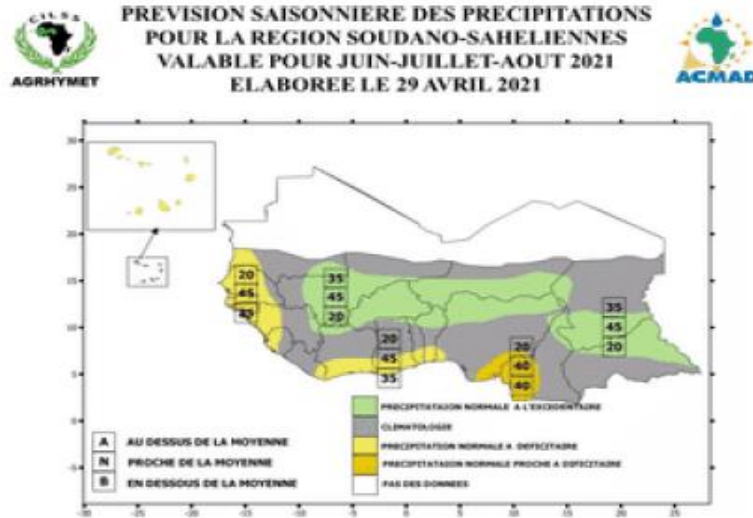 CILSS
AGRHYMET
PREVISION SAISONNIERE DES PRECIPITATIONS
POUR LA REGION SOUDANO-SAHELIENNES
VALABLE POUR JUIN-JUILLET-AOUT 2021
ELABOREE LE 29 AVRIL 2021
ACMAD
30
25
20
15
10
5
0
-5
20
45
45
35
45
20
20
45
35
20
40
40
35
45
20
A AU DESSUS DE LA MOYENNE
N PROCHE DE LA MOYENNE
B EN DESSOUS DE LA MOYENNE
PRECIPITATAION NORMALE A L'EXCEDENTAIRE
CLIMATOLOGIE
PRECIPITATION NORMALE A DEFICITAIRE
PRECIPITATAISON NORMALE PROCHE A DIFICITAIRE
PAS DES DONNEES
-30 -25 -20 -15 -10 -5 0 5 10 15 20 25